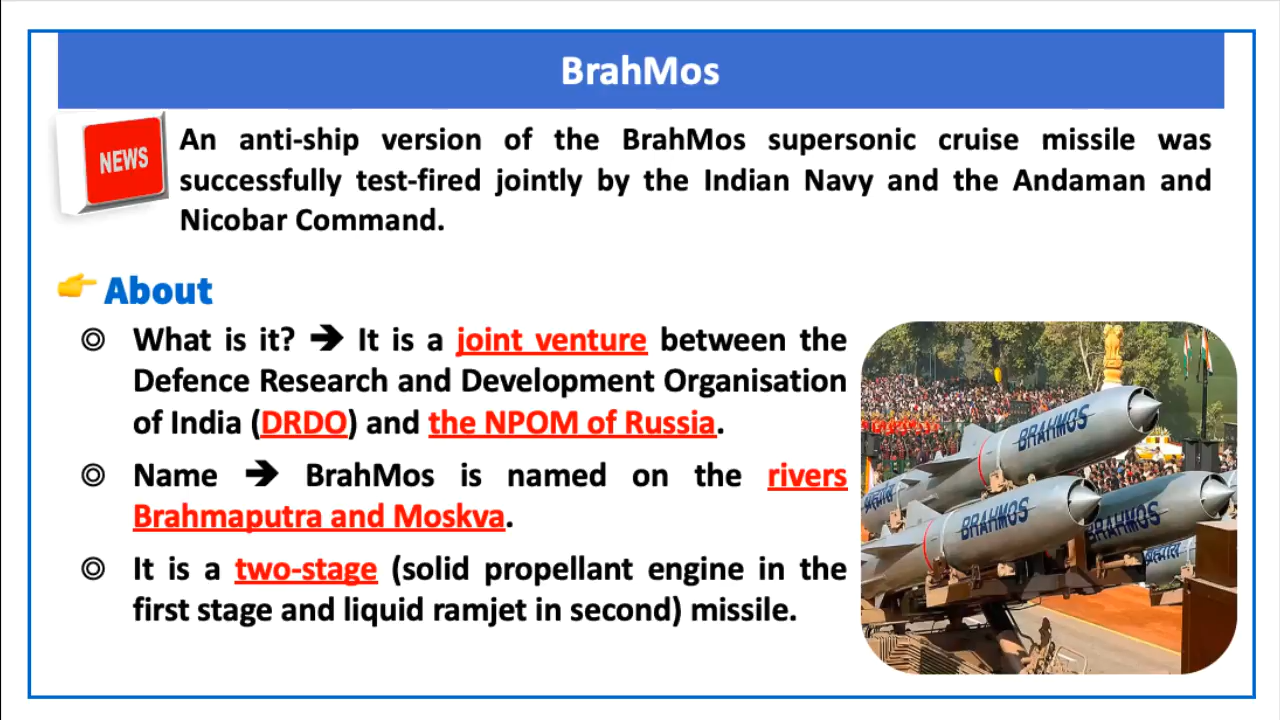 BrahMos
NEWS
An anti-ship version of the BrahMos supersonic cruise missile was
successfully test-fired jointly by the Indian Navy and the Andaman and
Nicobar Command.
👉 About
◎ What is it? ➔ It is a joint venture between the
Defence Research and Development Organisation
of India (DRDO) and the NPOM of Russia.
◎ Name ➔ BrahMos is named on the rivers
Brahmaputra and Moskva.
◎ It is a two-stage (solid propellant engine in the
first stage and liquid ramjet in second) missile.
BRAHMOS
BRAHMOS
BRAHMOS